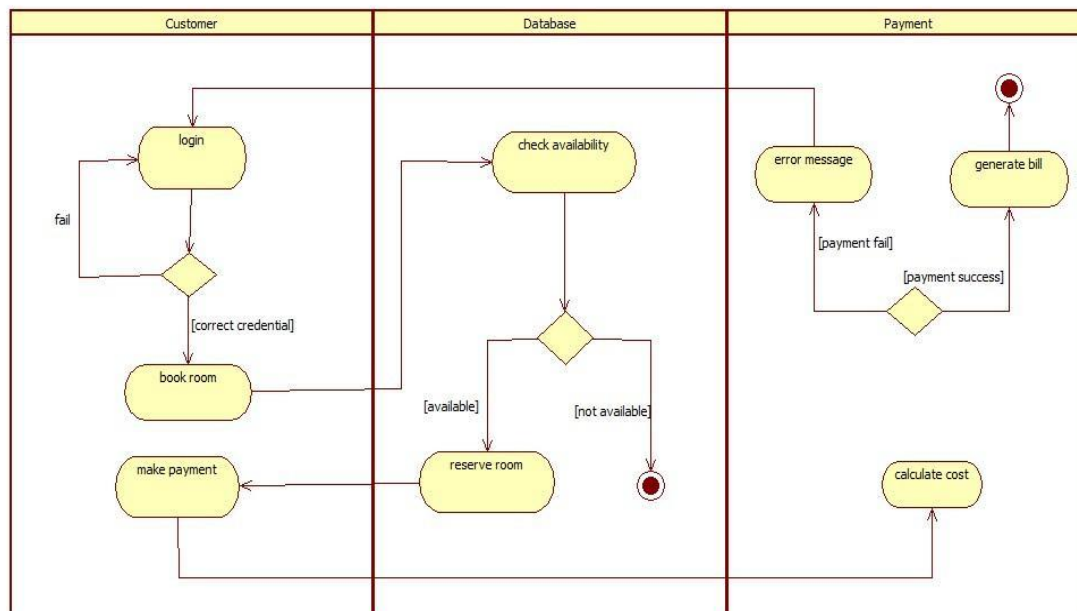 Customer
Database
Payment
login
check availability
error message
generate bill
fail
[payment fail]
[payment success]
[correct credential]
book room
[available]
[not available]
make payment
reserve room
calculate cost